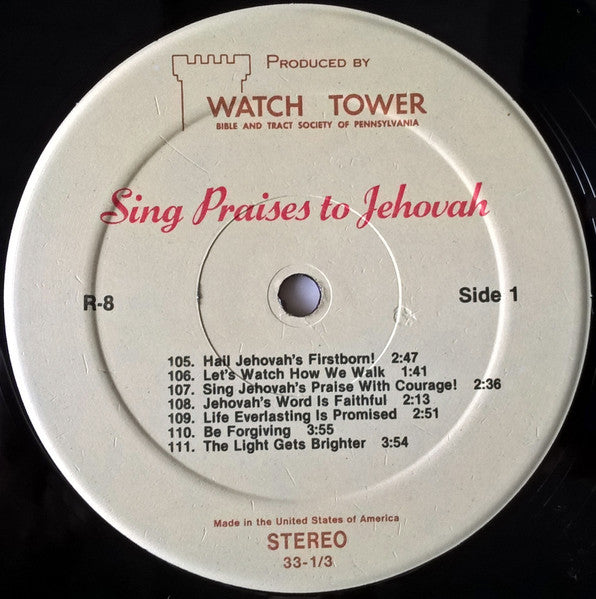 PRODUCED BY
WATCH TOWER
BIBLE AND TRACT SOCIETY OF PENNSYLVANIA
Sing Praises to Jehovah
R-8
Side 1
105. Hail Jehovah's Firstborn! 2:47
106. Let's Watch How We Walk 1:41
107. Sing Jehovah's Praise With Courage! 2:36
108. Jehovah's Word Is Faithful 2:13
109. Life Everlasting Is Promised 2:51
110. Be Forgiving 3:55
111. The Light Gets Brighter 3:54
Made in the United States of America
STEREO
33-1/3